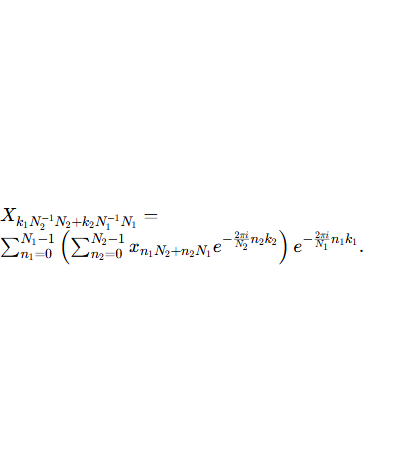 $X_{k_1 N_2^{-1} N_2 + k_2 N_1^{-1} N_1} =$
$\sum_{n_1=0}^{N_1-1} \left( \sum_{n_2=0}^{N_2-1} x_{n_1 N_2 + n_2 N_1} e^{-\frac{2\pi i}{N_2} n_2 k_2} \right) e^{-\frac{2\pi i}{N_1} n_1 k_1}.$